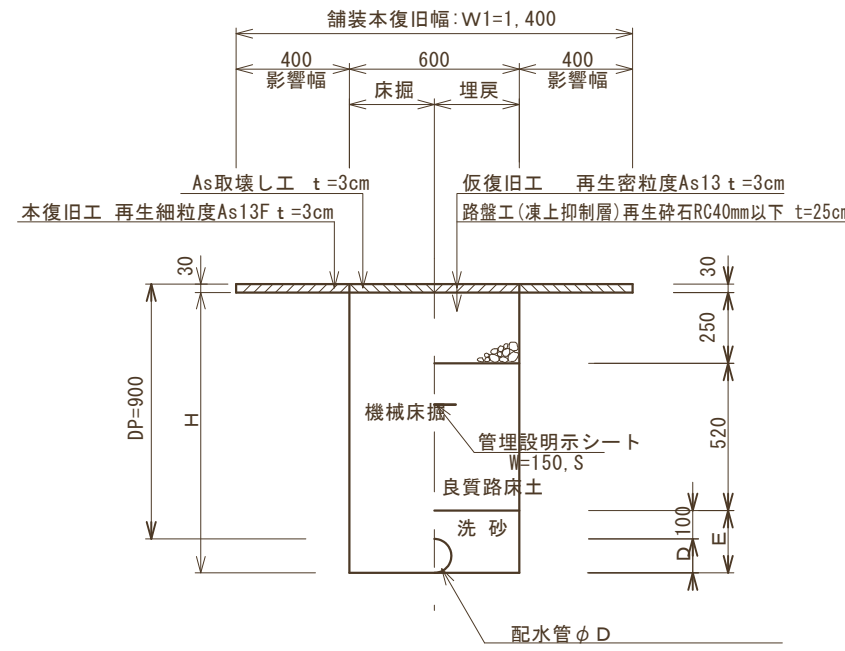 舗装本復旧幅:W1=1,400
400
600
400
影響幅
影響幅
床掘
埋戻
As取壊し工 t=3cm
仮復旧工 再生密粒度As13 t=3cm
本復旧工 再生細粒度As13F t=3cm
路盤工(凍上抑制層)再生砕石RC40mm以下 t=25cm
30
30
250
DP=900
H
機械床掘
520
管埋設明示シート
W=150,S
良質路床土
洗 砂
100
D
E
配水管φD